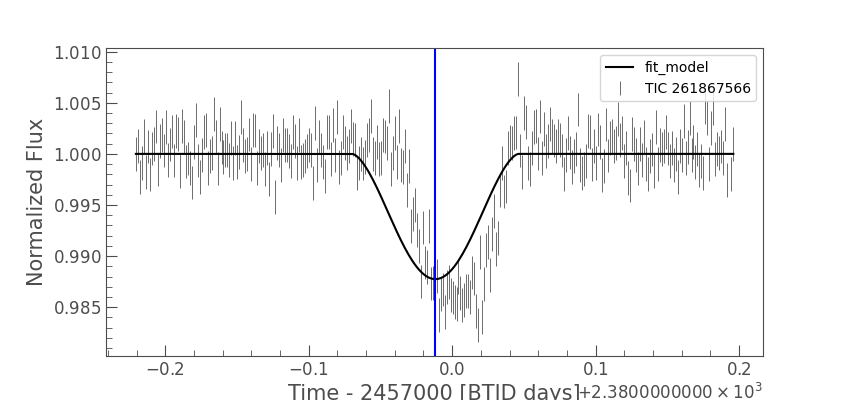 1.010
1.005
1.000
0.995
0.990
0.985
Normalized Flux
fit_model
TIC 261867566
−0.2
−0.1
0.0
0.1
0.2
Time - 2457000 [BTJD days]
+2.3800000000 × 10³